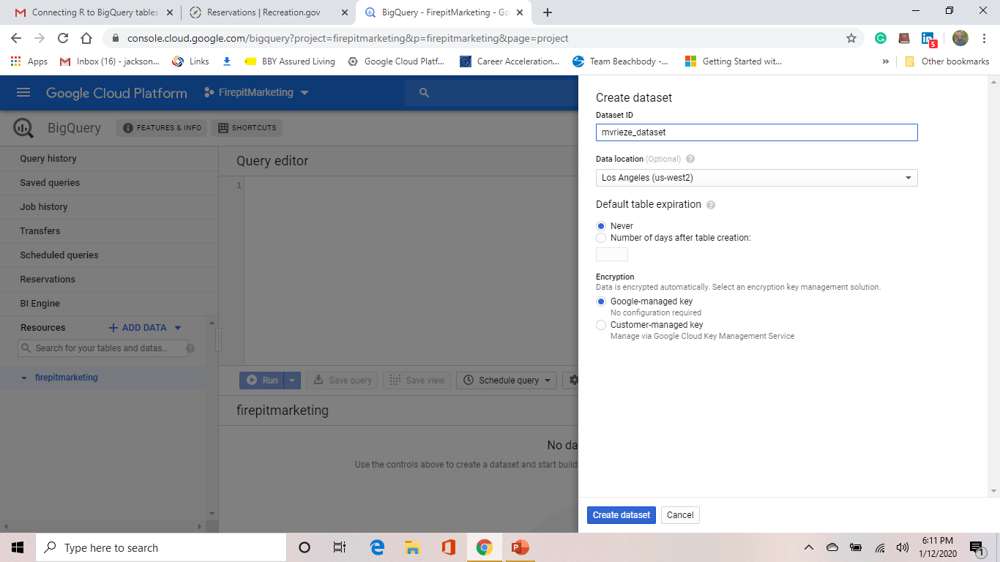 Connecting R to BigQuery tables
Reservations | Recreation.gov
BigQuery - FirepitMarketing - Go
console.cloud.google.com/bigquery?project=firepitmarketing&p=firepitmarketing&page=project
5
Apps
Inbox (16) - jackson...
Links
BBY Assured Living
Google Cloud Platf...
Career Acceleration...
Team Beachbody -...
Getting Started wit...
»
Other bookmarks
Google Cloud Platform
FirepitMarketing
BigQuery
FEATURES & INFO
SHORTCUTS
Query history
Saved queries
Job history
Transfers
Scheduled queries
Reservations
BI Engine
Resources
ADD DATA
Search for your tables and datas...
firepitmarketing
Query editor
1
Run
Save query
Save view
Schedule query
firepitmarketing
No da
Use the controls above to create a dataset and start build
Create dataset
Dataset ID
mvrieze_dataset
Data location (Optional)
Los Angeles (us-west2)
Default table expiration
Never
Number of days after table creation:
Encryption
Data is encrypted automatically. Select an encryption key management solution.
Google-managed key
No configuration required
Customer-managed key
Manage via Google Cloud Key Management Service
Create dataset
Cancel
Type here to search
6:11 PM
1/12/2020
1